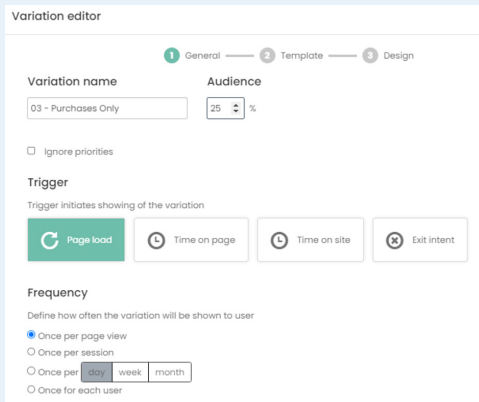 Variation editor
1 General 2 Template 3 Design
Variation name Audience
03 - Purchases Only 25 %
Ignore priorities
Trigger
Trigger initiates showing of the variation
Page load Time on page Time on site Exit intent
Frequency
Define how often the variation will be shown to user
Once per page view
Once per session
Once per day week month
Once for each user